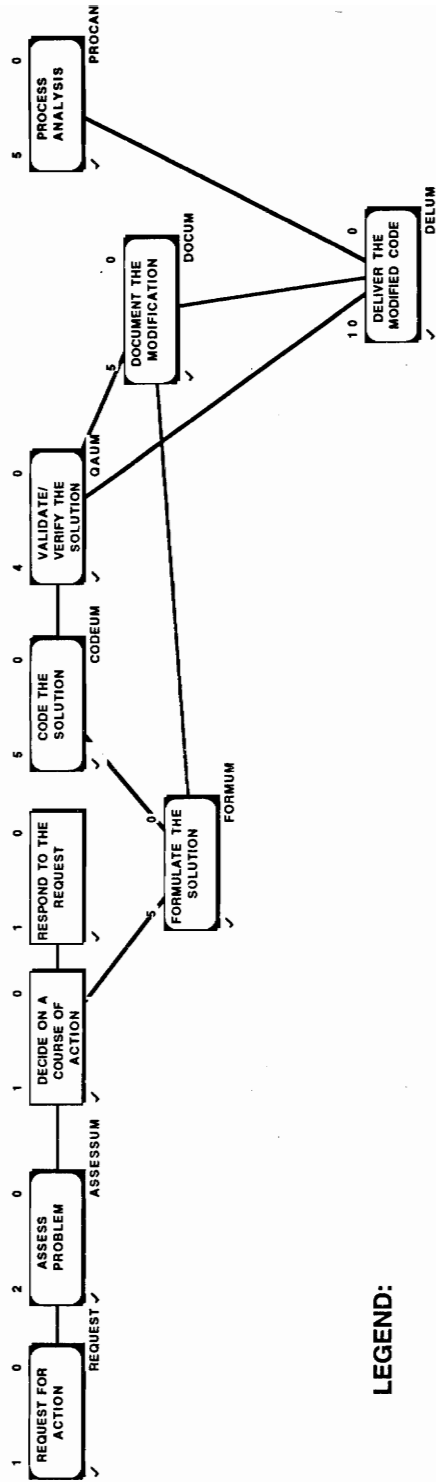 1 0
REQUEST FOR
ACTION
REQUEST
2 0
ASSESS
PROBLEM
ASSESSUM
1 0
DECIDE ON A
COURSE OF
ACTION
1 0
RESPOND TO THE
REQUEST
5 0
FORMULATE THE
SOLUTION
FORMUM
5 0
CODE THE
SOLUTION
CODEUM
4 0
VALIDATE/
VERIFY THE
SOLUTION
QAUM
5 0
DOCUMENT THE
MODIFICATION
DOCUM
5 0
PROCESS
ANALYSIS
PROCAN
10 0
DELIVER THE
MODIFIED CODE
DELUM
LEGEND: